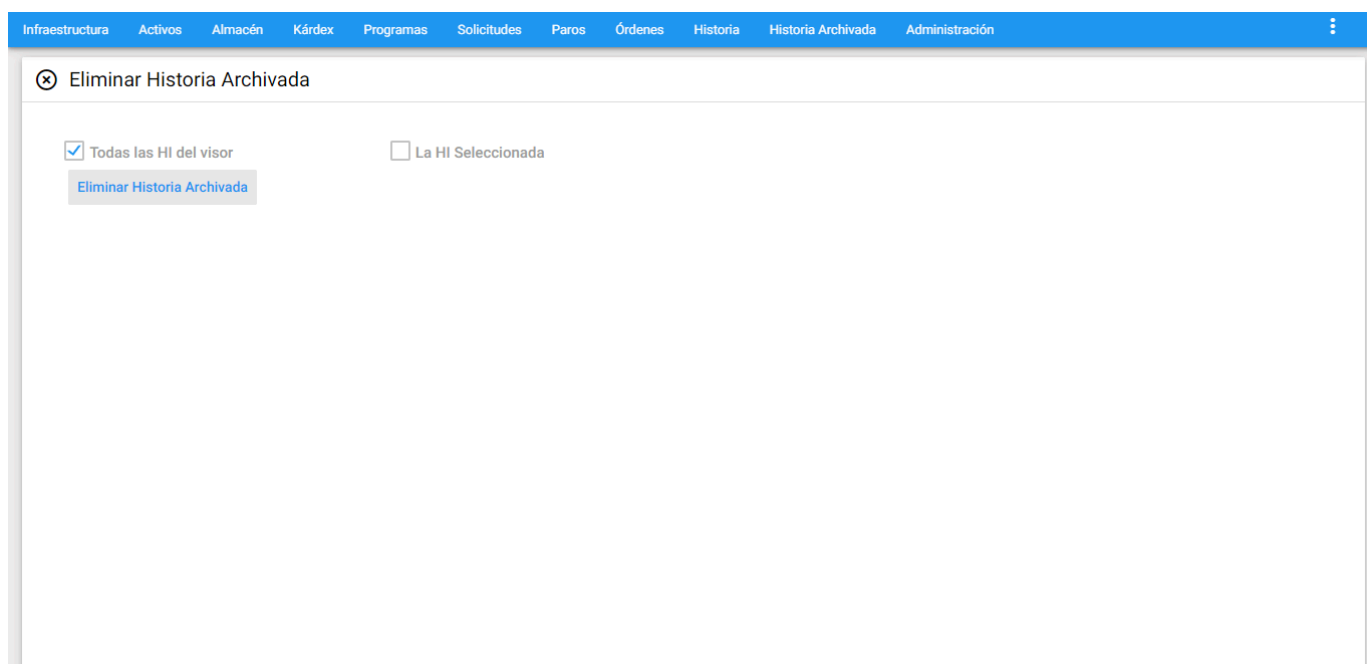 Infraestructura Activos Almacén Kárdex Programas Solicitudes Paros Órdenes Historia Historia Archivada Administración
Eliminar Historia Archivada
Todas las HI del visor La HI Seleccionada
Eliminar Historia Archivada